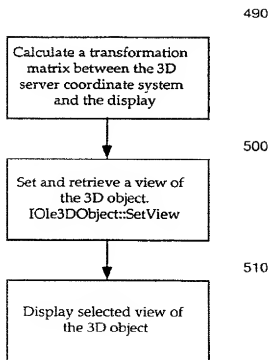 490
Calculate a transformation
matrix between the 3D
server coordinate system
and the display
500
Set and retrieve a view of
the 3D object.
IOle3DObject::SetView
510
Display selected view of
the 3D object